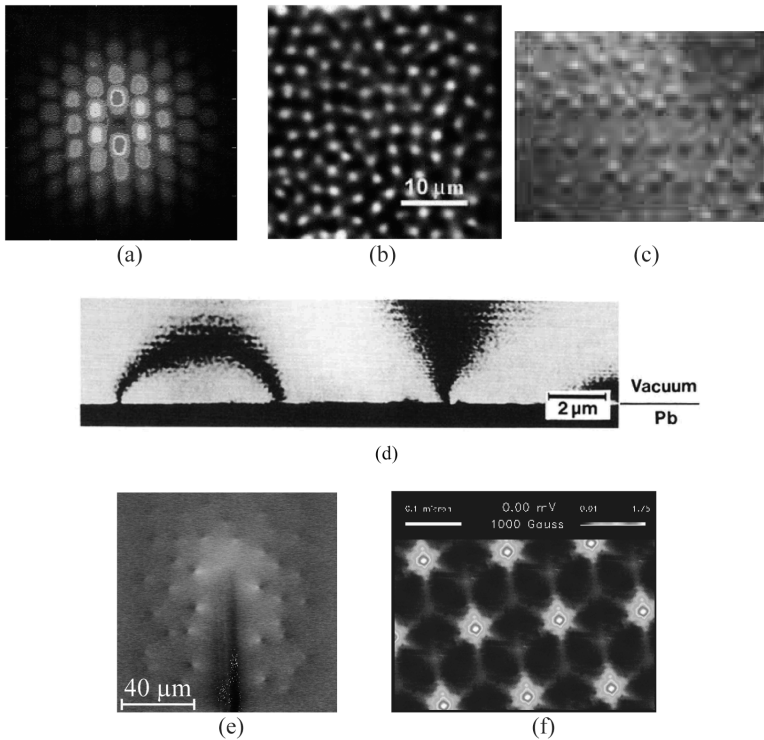 10 µm
(a)
(b)
(c)
2 µm
Vacuum
Pb
(d)
40 µm
(e)
0.1 micron
0.00 mV
0.01
1.75
1000 Gauss
(f)